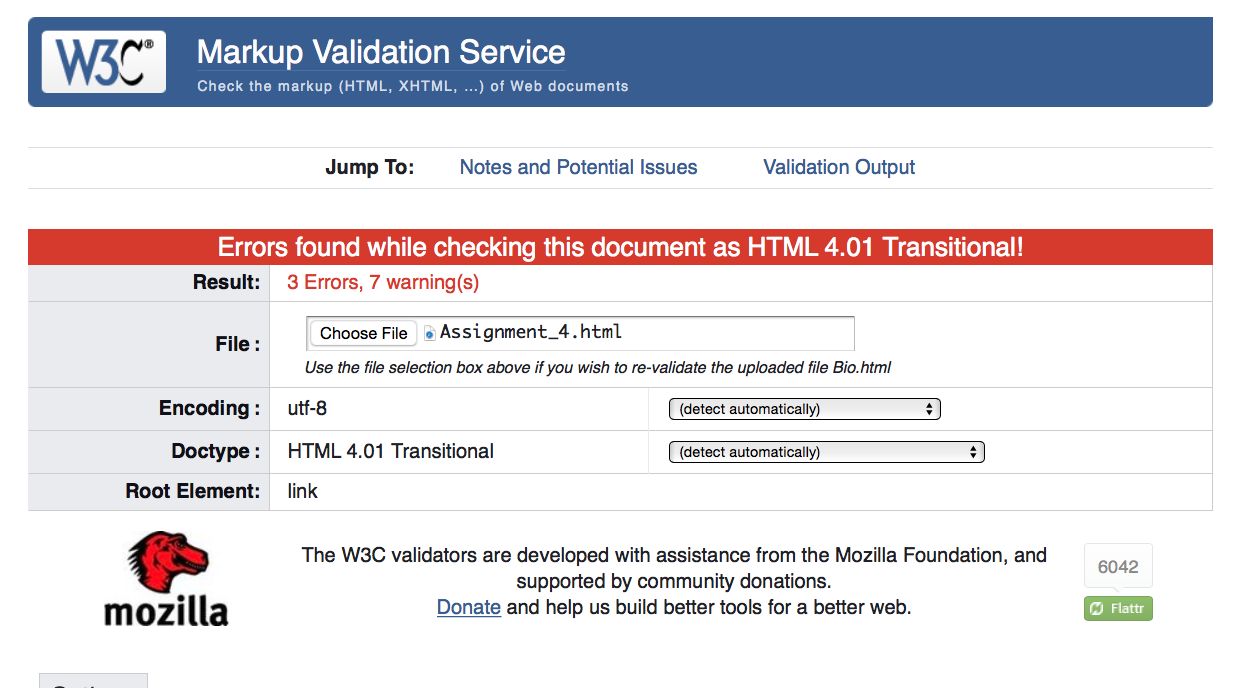 W3C® Markup Validation Service
Check the markup (HTML, XHTML, ...) of Web documents
Jump To: Notes and Potential Issues Validation Output
Errors found while checking this document as HTML 4.01 Transitional!
Result: 3 Errors, 7 warning(s)
File : Choose File Assignment_4.html
Use the file selection box above if you wish to re-validate the uploaded file Bio.html
Encoding : utf-8 (detect automatically)
Doctype : HTML 4.01 Transitional (detect automatically)
Root Element: link
mozilla
The W3C validators are developed with assistance from the Mozilla Foundation, and
supported by community donations.
Donate and help us build better tools for a better web.
6042
Flattr